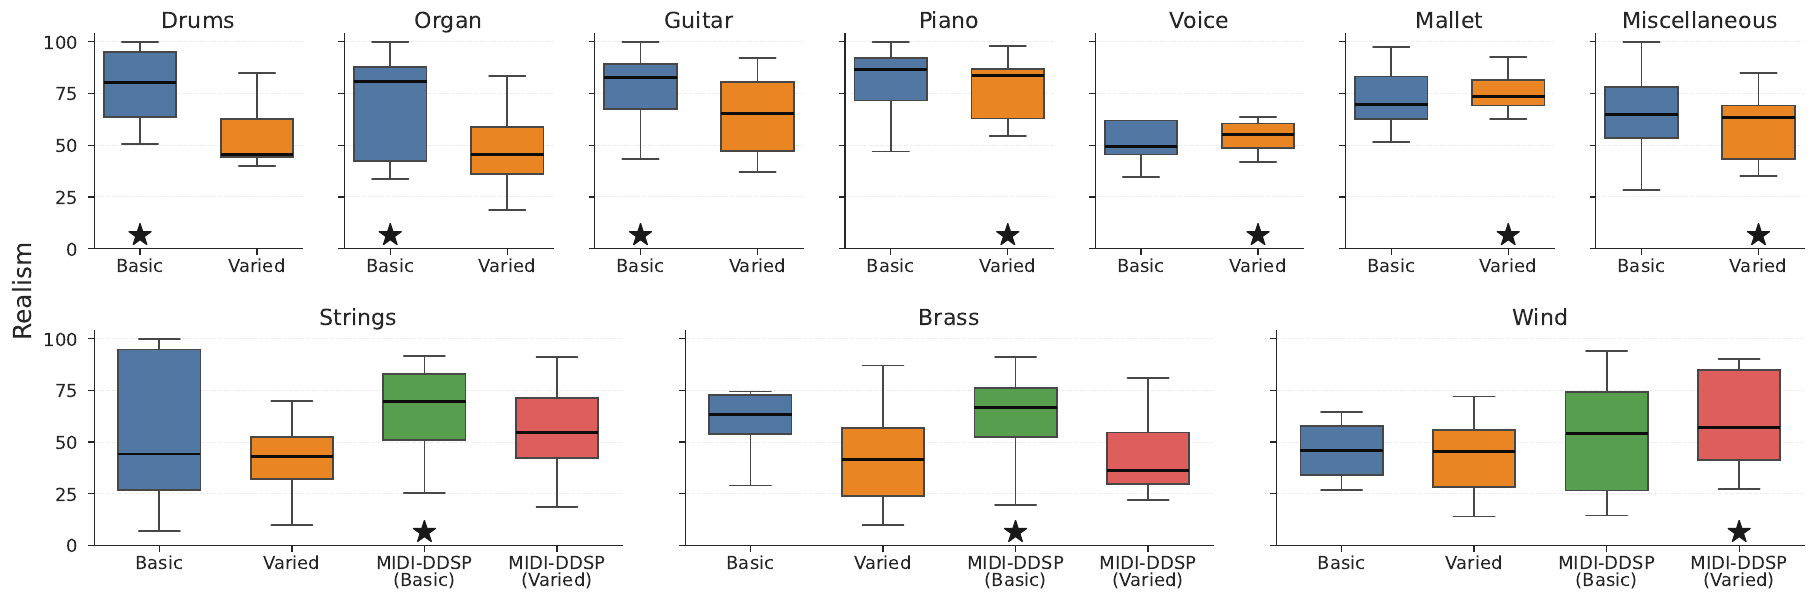 Drums Organ Guitar Piano Voice Mallet Miscellaneous
100
75
50
25
0
Basic Varied Basic Varied Basic Varied Basic Varied Basic Varied Basic Varied Basic Varied
Realism
Strings Brass Wind
100
75
50
25
0
Basic Varied MIDI-DDSP MIDI-DDSP Basic Varied MIDI-DDSP MIDI-DDSP Basic Varied MIDI-DDSP MIDI-DDSP
(Basic) (Varied) (Basic) (Varied) (Basic) (Varied)